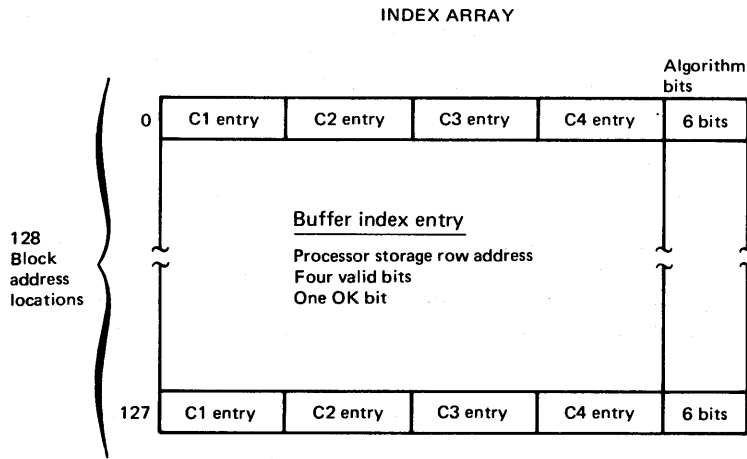 INDEX ARRAY
Algorithm
bits
0 C1 entry C2 entry C3 entry C4 entry 6 bits
128
Block
address
locations
Buffer index entry
Processor storage row address
Four valid bits
One OK bit
127 C1 entry C2 entry C3 entry C4 entry 6 bits